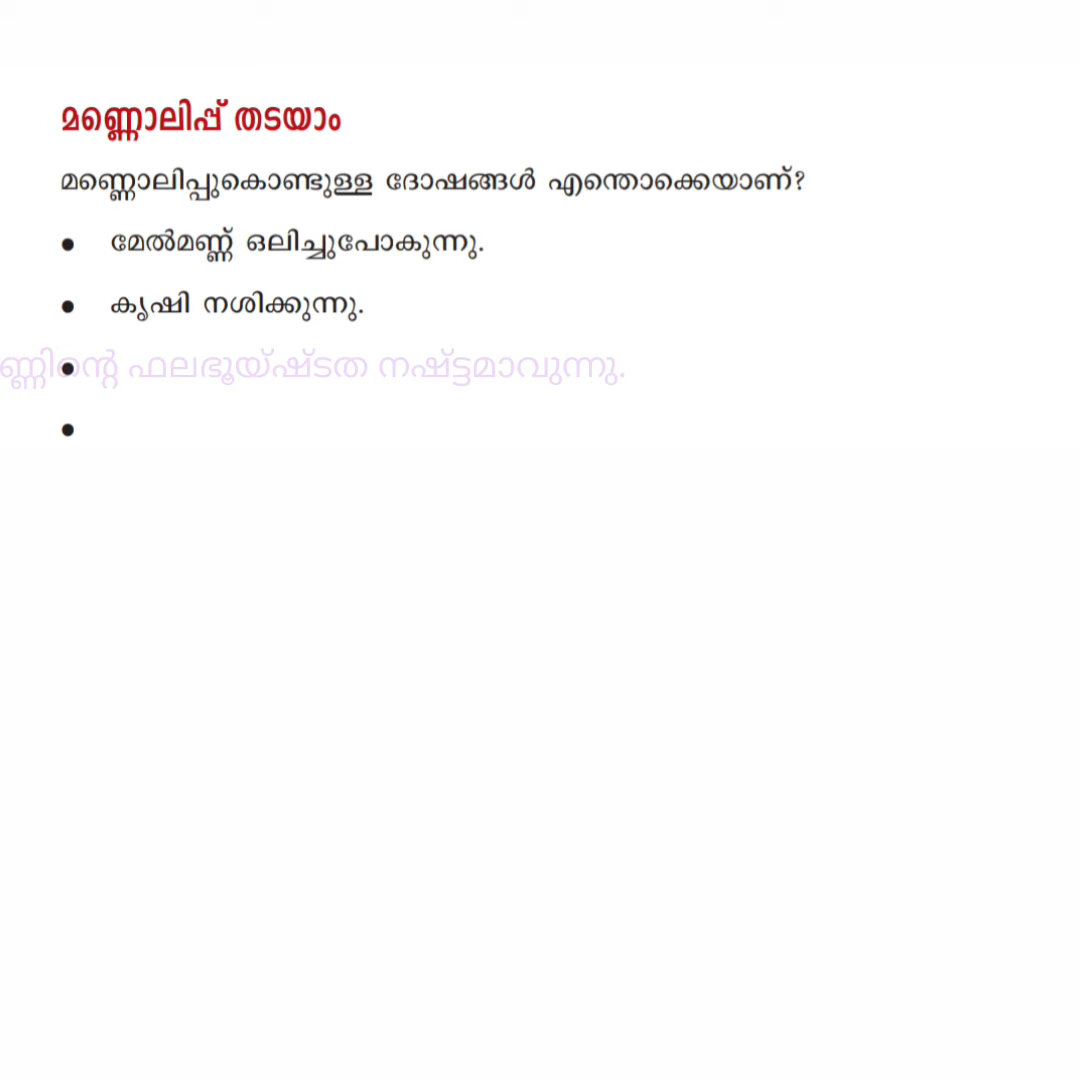 മണ്ണൊലിപ്പ് തടയാം
മണ്ണൊലിപ്പുകൊണ്ടുള്ള ദോഷങ്ങൾ എന്തൊക്കെയാണ്?
• മേൽമണ്ണ് ഒലിച്ചുപോകുന്നു.
• കൃഷി നശിക്കുന്നു.
• ഫലഭൂയ്ഷ്ടത നഷ്ട്ടമാവുന്നു.
•